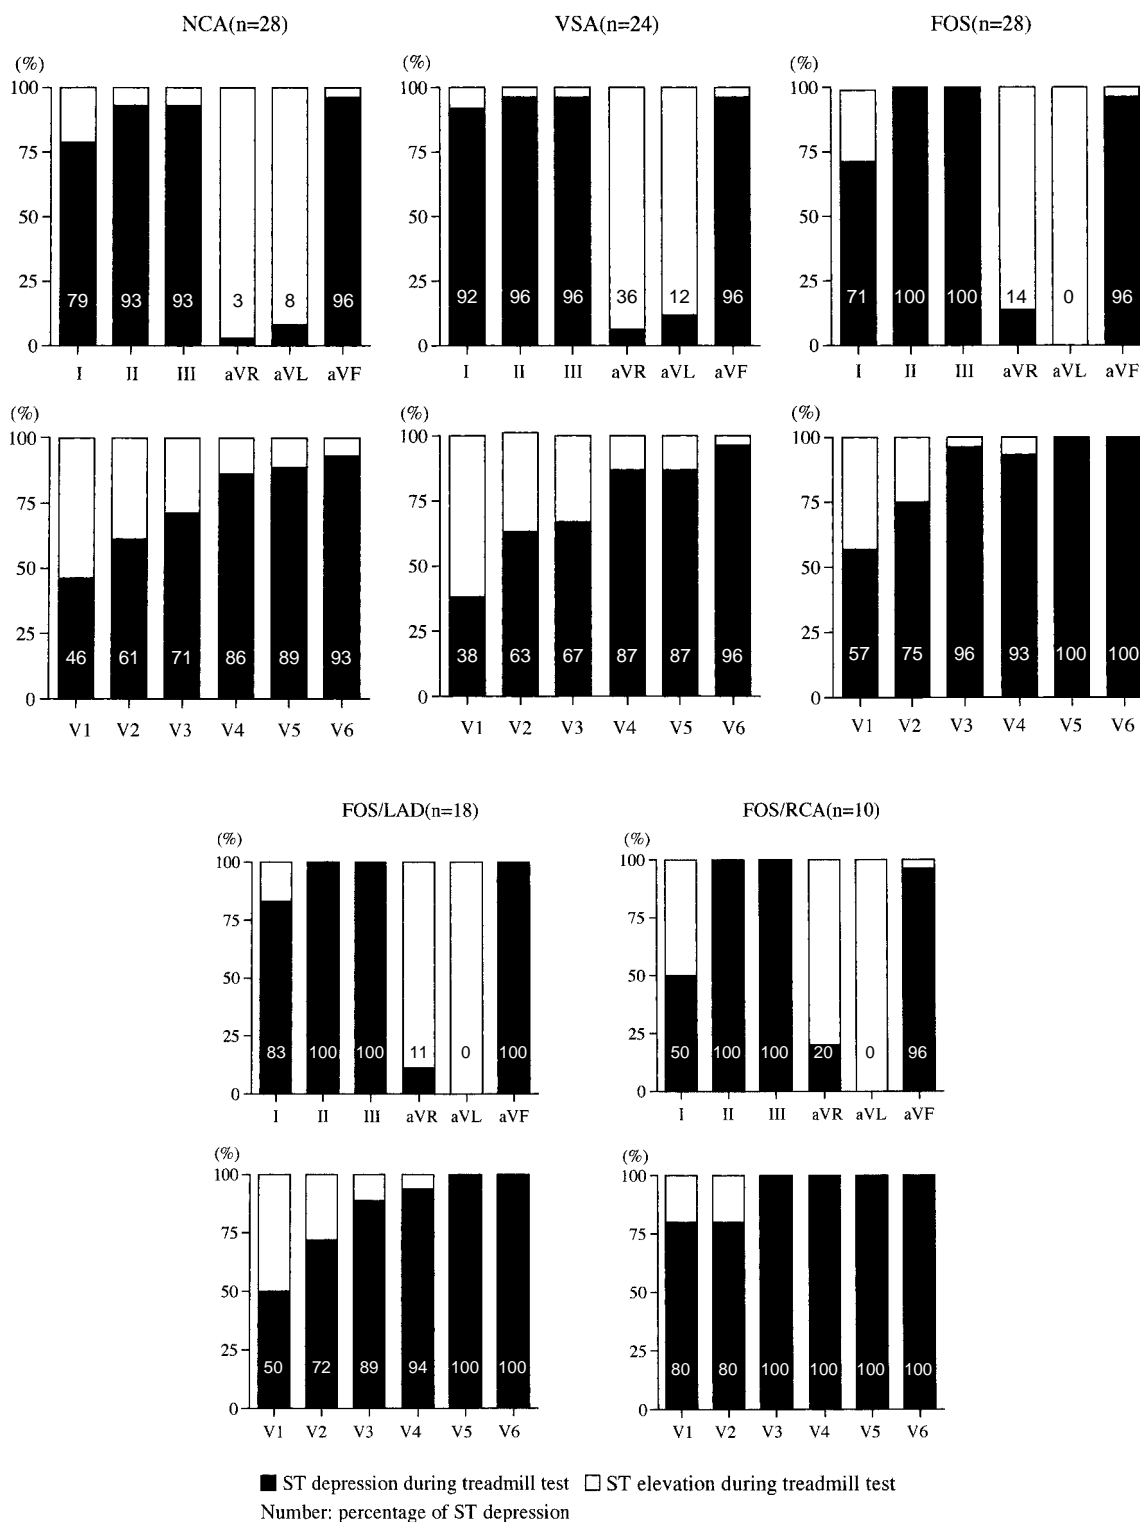 NCA(n=28) VSA(n=24) FOS(n=28)
(%) (%) (%)
100 100 100
75 75 75
50 50 50
25 25 25
79 93 93 3 8 96 92 96 96 36 12 96 71 100 100 14 0 96
0 0 0
I II III aVR aVL aVF I II III aVR aVL aVF I II III aVR aVL aVF
(%) (%) (%)
100 100 100
75 75 75
50 50 50
25 25 25
46 61 71 86 89 93 38 63 67 87 87 96 57 75 96 93 100 100
0 0 0
V1 V2 V3 V4 V5 V6 V1 V2 V3 V4 V5 V6 V1 V2 V3 V4 V5 V6
FOS/LAD(n=18) FOS/RCA(n=10)
(%) (%)
100 100
75 75
50 50
25 25
83 100 100 11 0 100 50 100 100 20 0 96
0 0
I II III aVR aVL aVF I II III aVR aVL aVF
(%) (%)
100 100
75 75
50 50
25 25
50 72 89 94 100 100 80 80 100 100 100 100
0 0
V1 V2 V3 V4 V5 V6 V1 V2 V3 V4 V5 V6
ST depression during treadmill test ST elevation during treadmill test
Number: percentage of ST depression